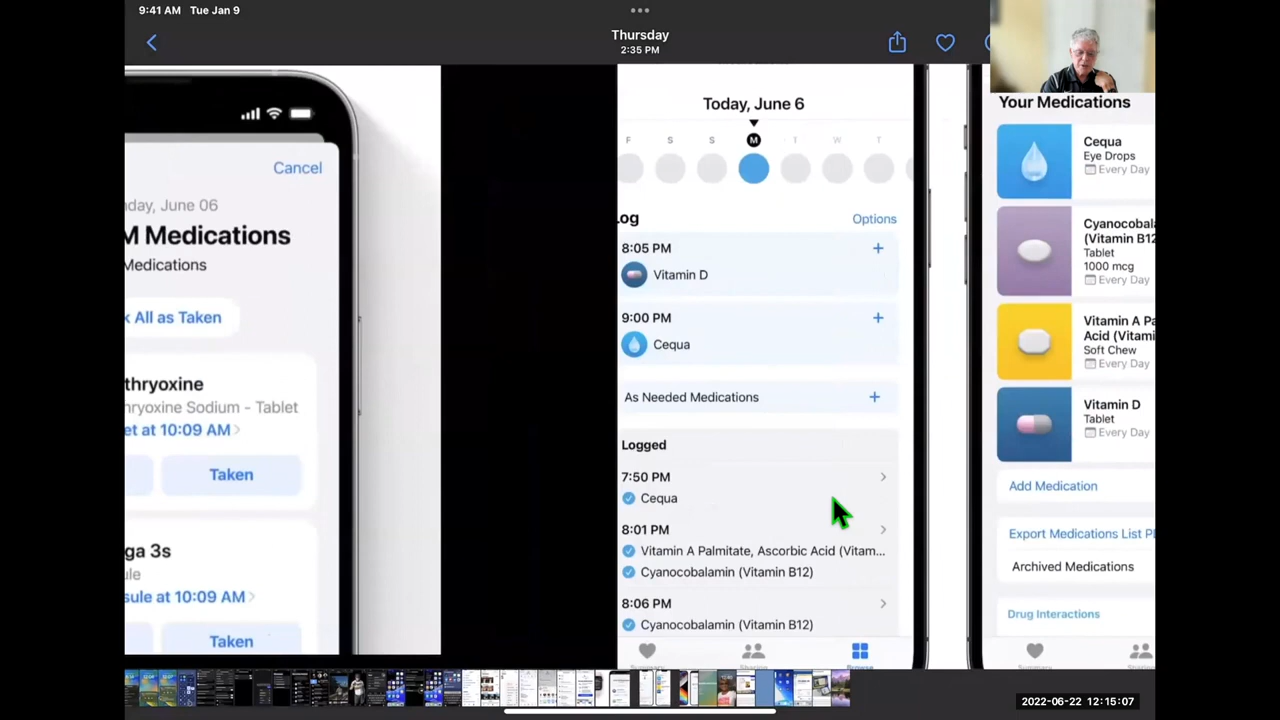 9:41 AM Tue Jan 9
Thursday
2:35 PM
Cancel
day, June 06
M Medications
Medications
k All as Taken
thryoxine
hryoxine Sodium - Tablet
et at 10:09 AM
Taken
ga 3s
ule
sule at 10:09 AM
Taken
Today, June 6
F S S M T W T
Log
Options
8:05 PM
Vitamin D
9:00 PM
Cequa
As Needed Medications
Logged
7:50 PM
Cequa
8:01 PM
Vitamin A Palmitate, Ascorbic Acid (Vitam...
Cyanocobalamin (Vitamin B12)
8:06 PM
Cyanocobalamin (Vitamin B12)
Your Medications
Cequa
Eye Drops
Every Day
Cyanocobala
(Vitamin B12
Tablet
1000 mcg
Every Day
Vitamin A Pa
Acid (Vitami
Soft Chew
Every Day
Vitamin D
Tablet
Every Day
Add Medication
Export Medications List P
Archived Medications
Drug Interactions
2022-06-22 12:15:07